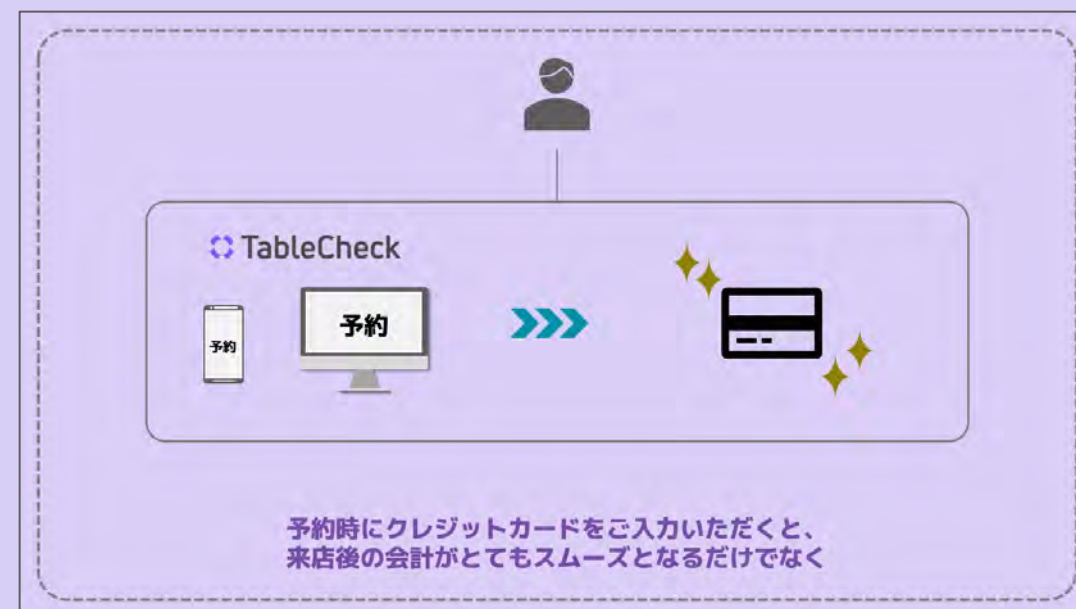 TableCheck
予約
予約
予約時にクレジットカードをご入力いただくと、
来店後の会計がとてもスムーズとなるだけでなく